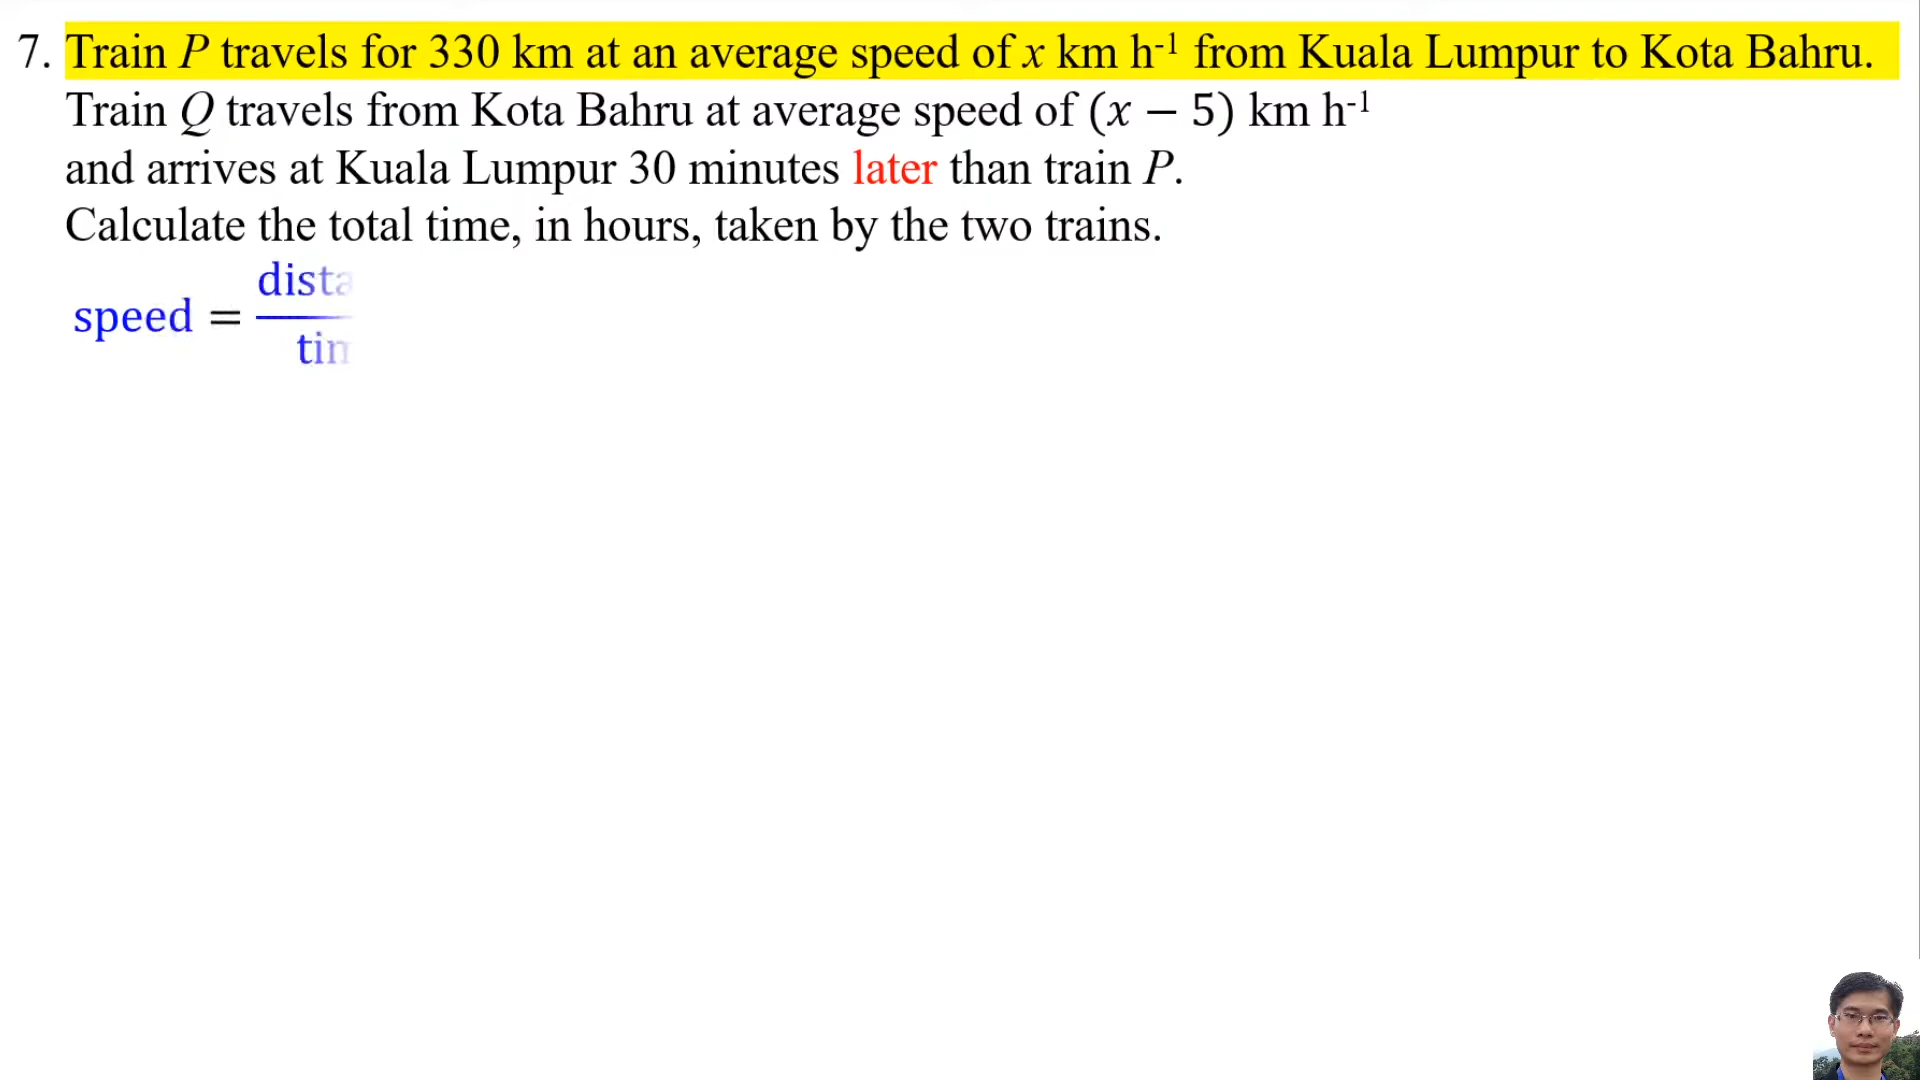 7. Train P travels for 330 km at an average speed of x km h⁻¹ from Kuala Lumpur to Kota Bahru.
Train Q travels from Kota Bahru at average speed of (x − 5) km h⁻¹
and arrives at Kuala Lumpur 30 minutes later than train P.
Calculate the total time, in hours, taken by the two trains.
speed =